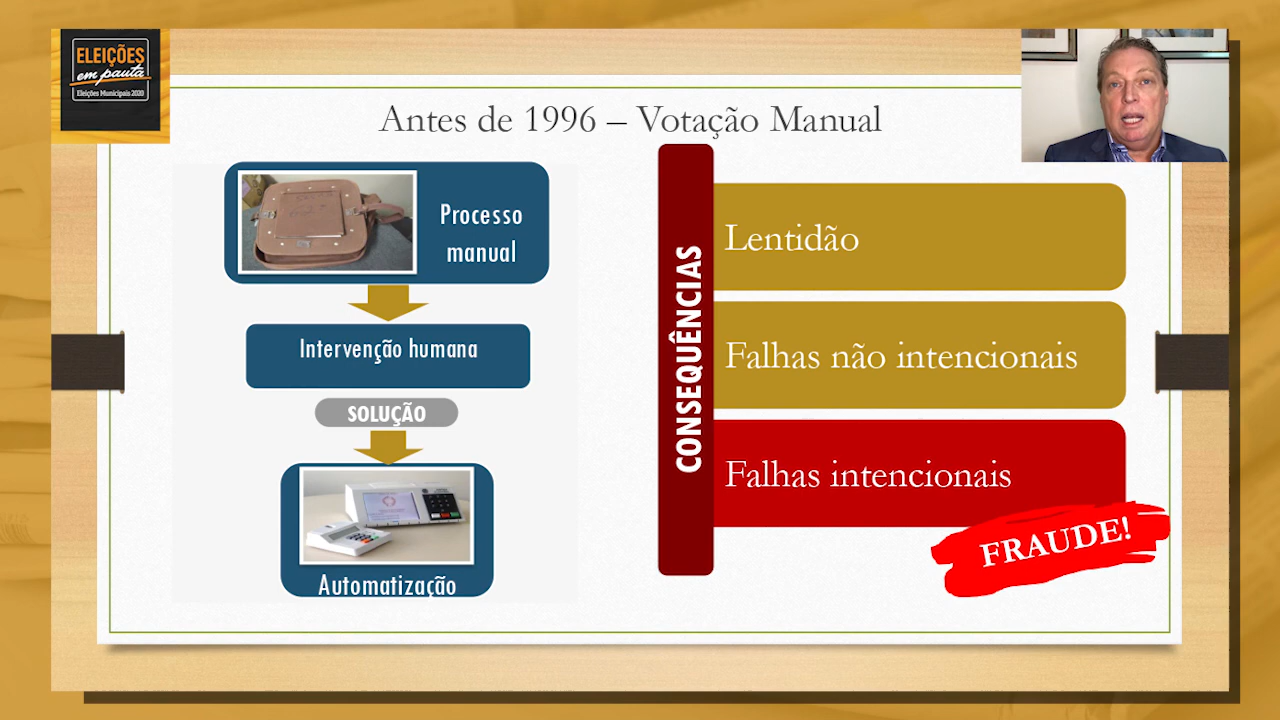 ELEIÇÕES
em pauta
Eleições Municipais 2020
Antes de 1996 – Votação Manual
Processo
manual
Intervenção humana
SOLUÇÃO
Automatização
CONSEQUÊNCIAS
Lentidão
Falhas não intencionais
Falhas intencionais
FRAUDE!